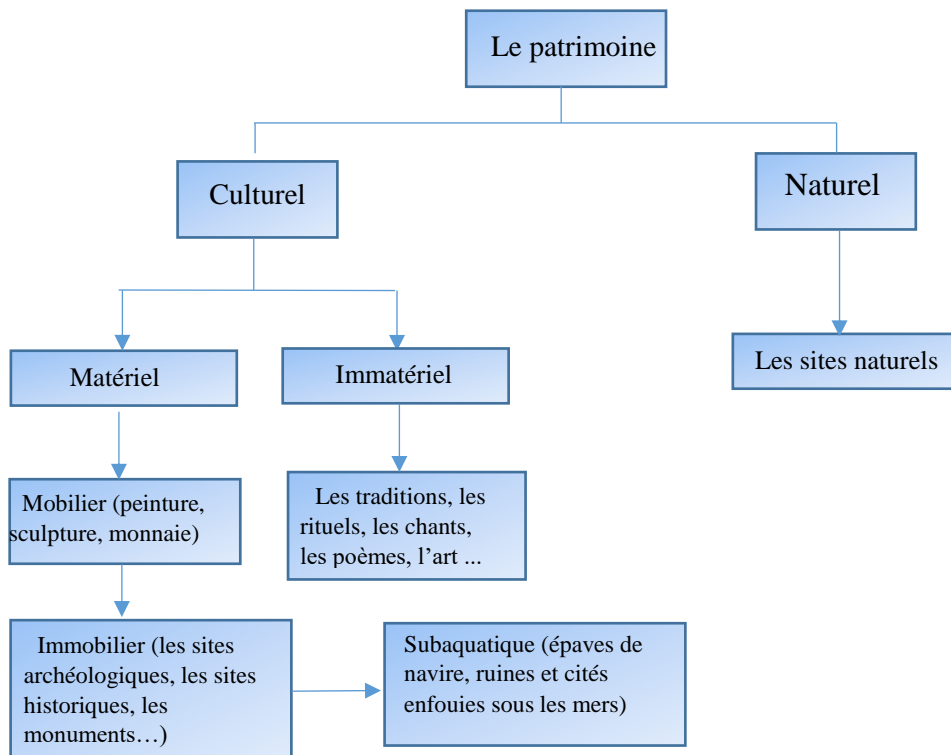 Le patrimoine
Culturel
Naturel
Matériel
Immatériel
Les sites naturels
Mobilier (peinture,
sculpture, monnaie)
Les traditions, les
rituels, les chants,
les poèmes, l’art ...
Immobilier (les sites
archéologiques, les sites
historiques, les
monuments…)
Subaquatique (épaves de
navire, ruines et cités
enfouies sous les mers)